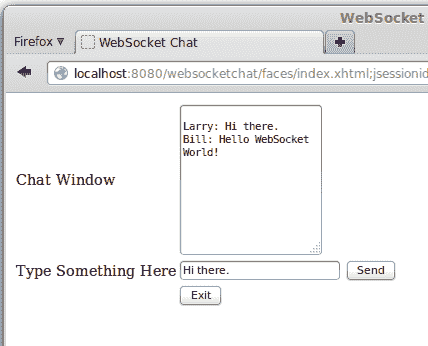 WebSocket
Firefox
WebSocket Chat
localhost:8080/websocketchat/faces/index.xhtml;jsessionid
Larry: Hi there.
Bill: Hello WebSocket
World!
Chat Window
Type Something Here
Hi there.
Send
Exit